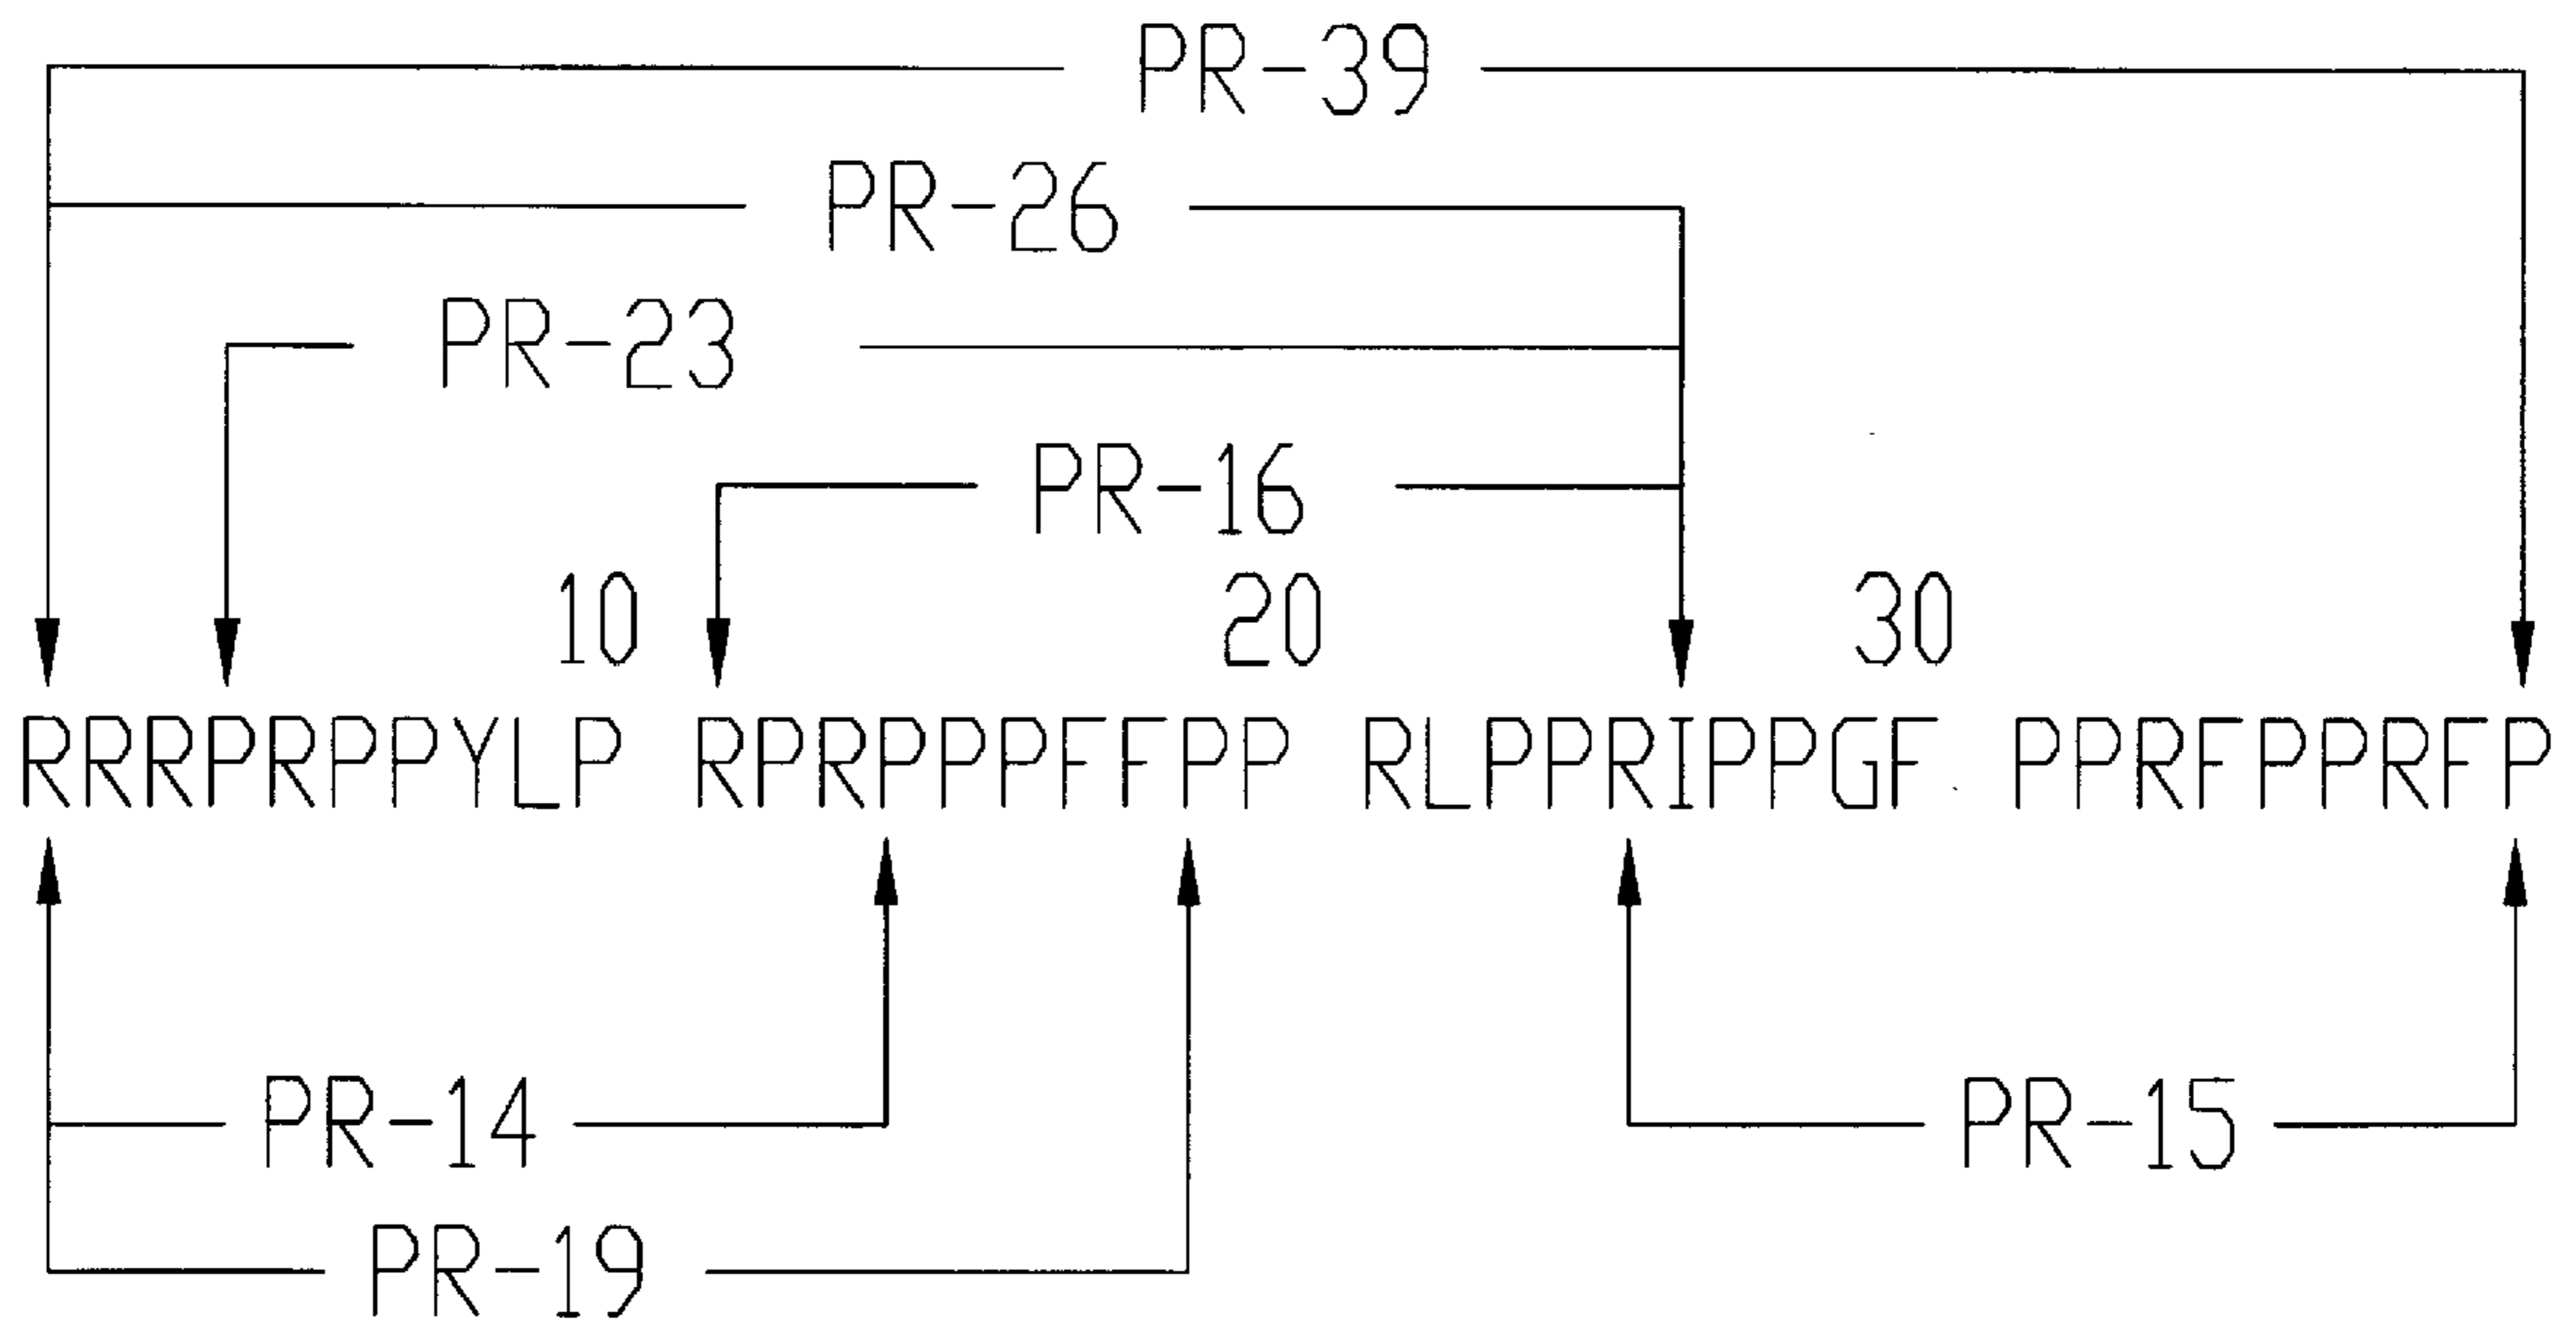 PR-39
PR-26
PR-23
PR-16
10 20 30
RRRPRPPYLP RPRPPPFFPP RLPPRIPPGF PPRFPPRFP
PR-14 PR-15
PR-19